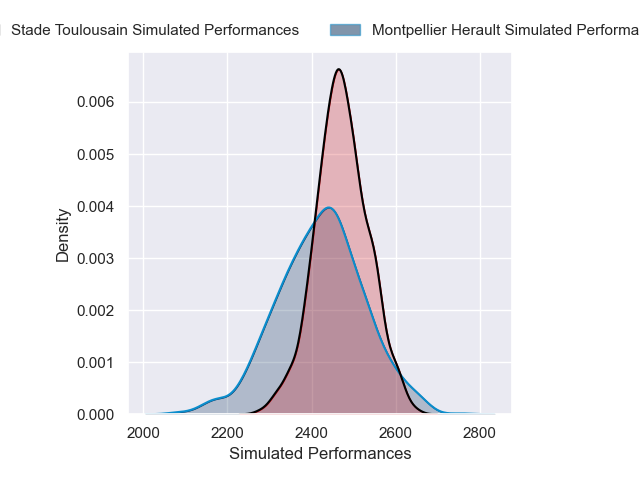 Stade Toulousain Simulated Performances
Montpellier Herault Simulated Performa
0.006
0.005
0.004
0.003
0.002
0.001
0.000
Density
2000 2200 2400 2600 2800
Simulated Performances